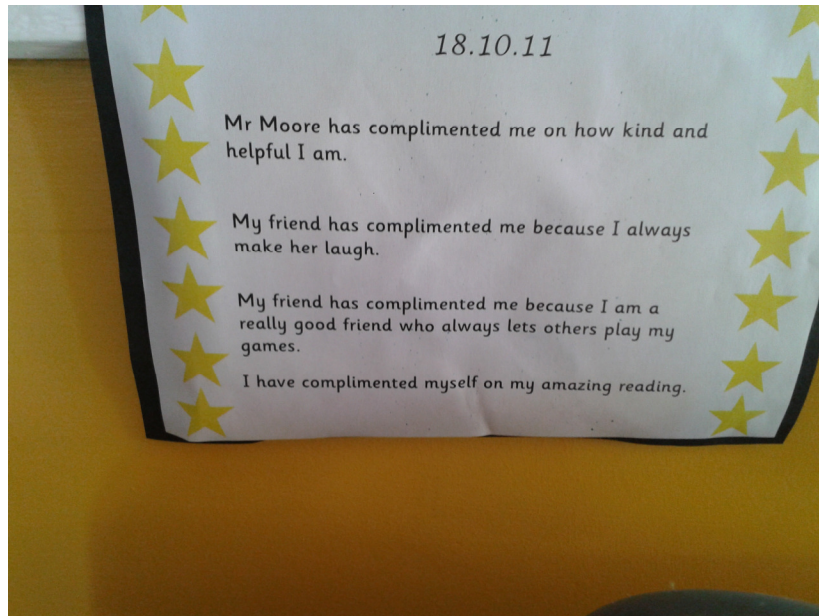 18.10.11
Mr Moore has complimented me on how kind and
helpful I am.
My friend has complimented me because I always
make her laugh.
My friend has complimented me because I am a
really good friend who always lets others play my
games.
I have complimented myself on my amazing reading.